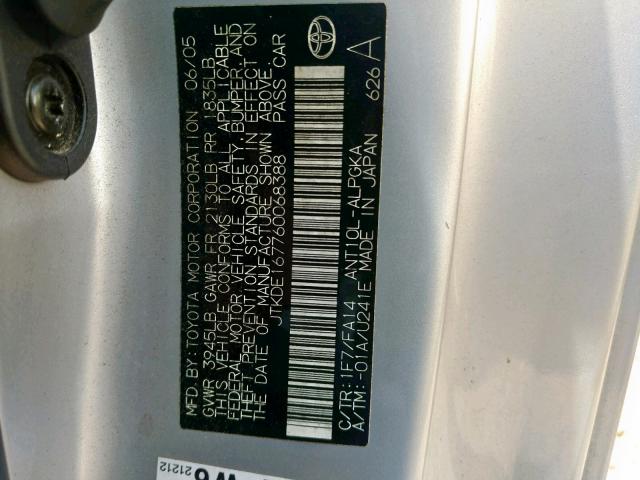 MFD. BY: TOYOTA MOTOR CORPORATION 06/05
GVWR 3945LB GAWR FR 2130LB RR 1835LB
THIS VEHICLE CONFORMS TO ALL APPLICABLE
FEDERAL MOTOR VEHICLE SAFETY, BUMPER AND
THEFT PREVENTION STANDARDS IN EFFECT ON
THE DATE OF MANUFACTURE SHOWN ABOVE.
JTKDE167760068388 PASS CAR
C/TR: 1F7/FA14 ANT10L-ALPGKA 626 A
A/TM: -01A/U241E MADE IN JAPAN
21212